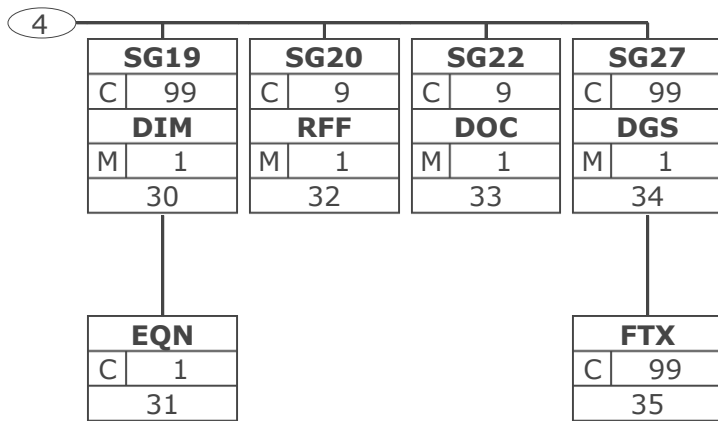 4
SG19 SG20 SG22 SG27
C 99 C 9 C 9 C 99
DIM RFF DOC DGS
M 1 M 1 M 1 M 1
30 32 33 34
EQN FTX
C 1 C 99
31 35